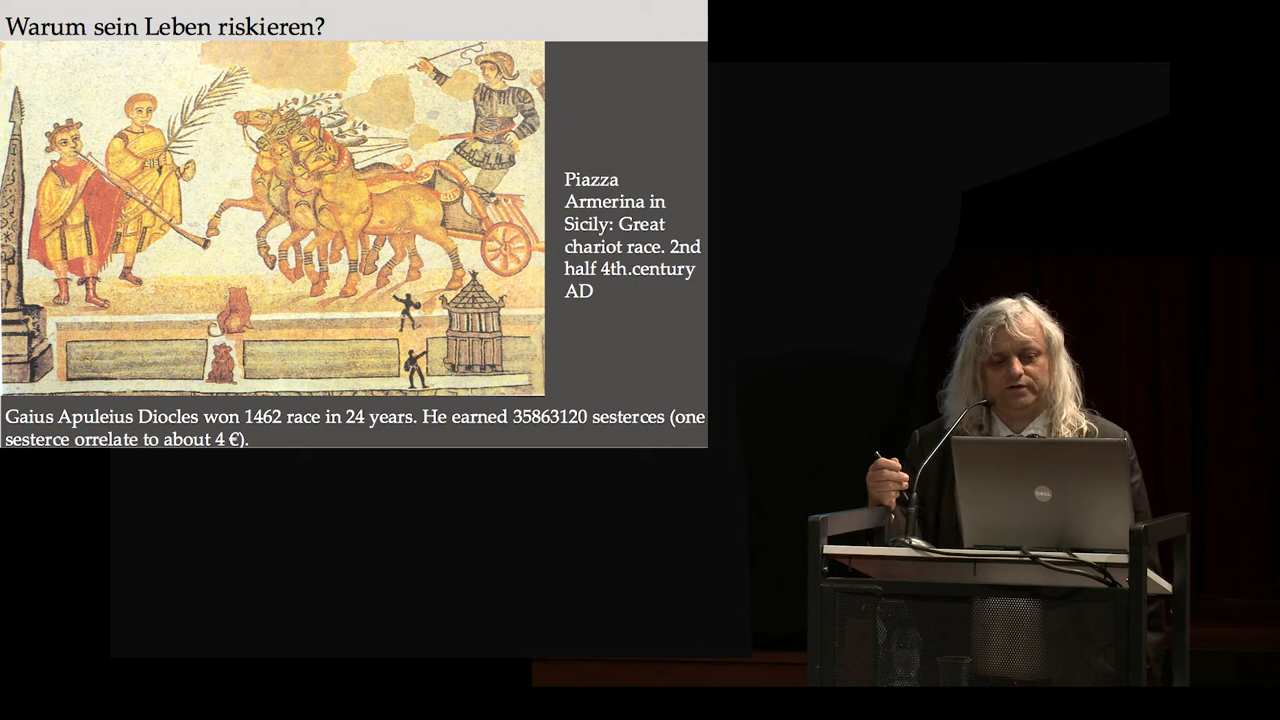 Warum sein Leben riskieren?
Piazza
Armerina in
Sicily: Great
chariot race. 2nd
half 4th.century
AD
Gaius Apuleius Diocles won 1462 race in 24 years. He earned 35863120 sesterces (one
sesterce orrelate to about 4 €).
DELL